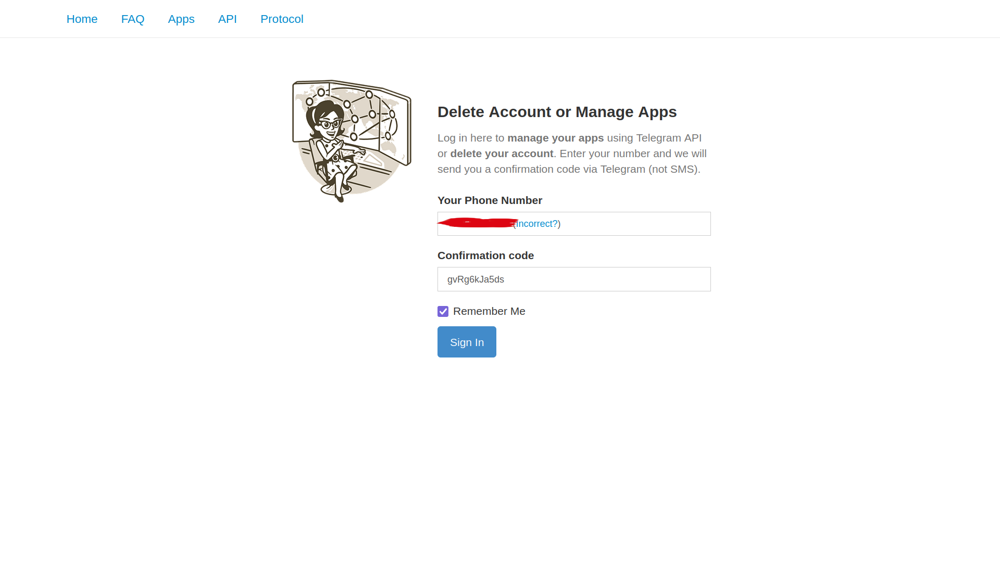 Home FAQ Apps API Protocol
Delete Account or Manage Apps
Log in here to manage your apps using Telegram API
or delete your account. Enter your number and we will
send you a confirmation code via Telegram (not SMS).
Your Phone Number
(Incorrect?)
Confirmation code
gvRg6kJa5ds
Remember Me
Sign In